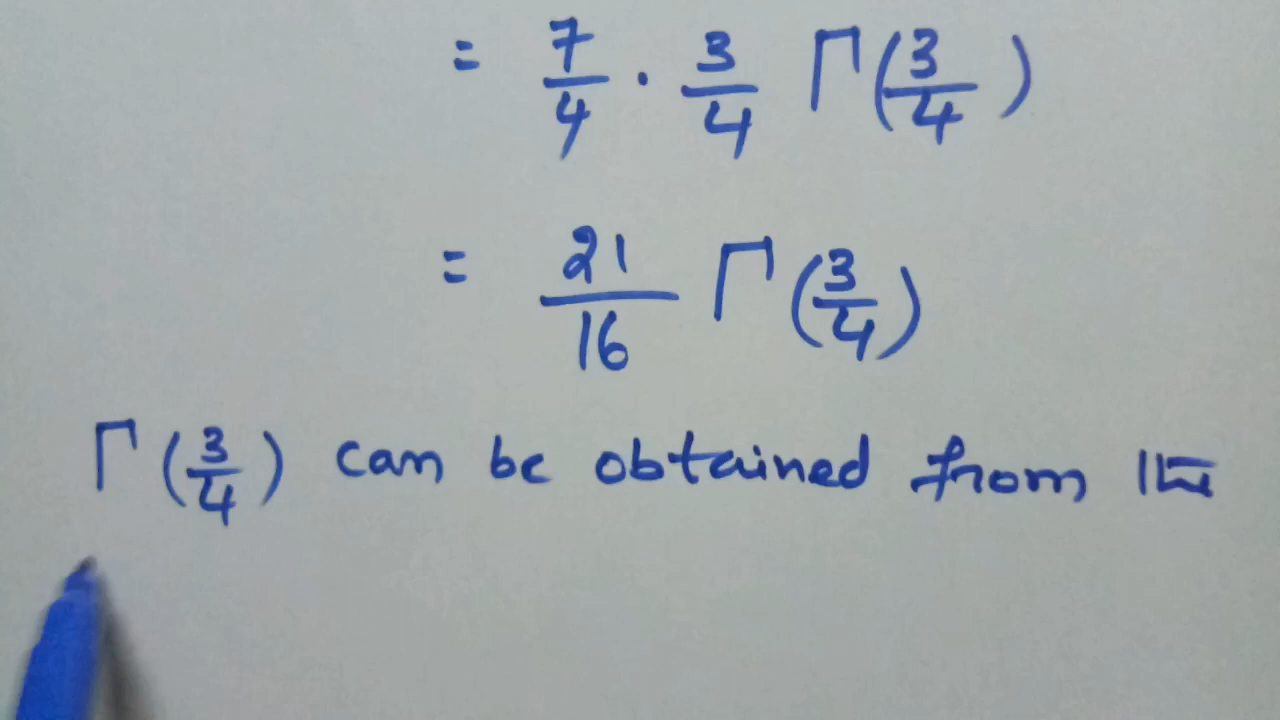 = 7/4 · 3/4 Γ(3/4)
= 21/16 Γ(3/4)
Γ(3/4) can be obtained from